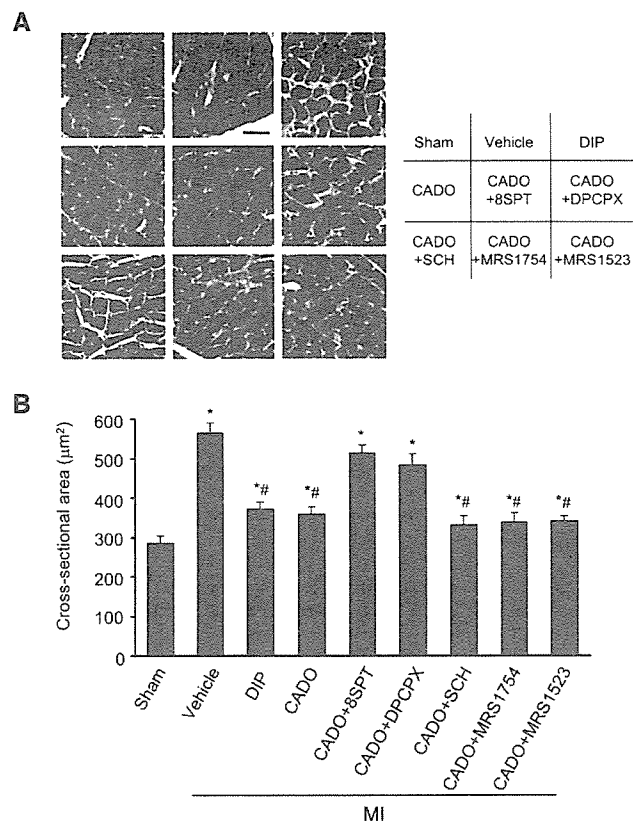 A
Sham Vehicle DIP
CADO CADO +8SPT CADO +DPCPX
CADO +SCH CADO +MRS1754 CADO +MRS1523
B
Cross-sectional area (μm²)
600
500
400
300
200
100
0
*
*#
*#
*
*
*#
*#
*#
Sham
Vehicle
DIP
CADO
CADO+8SPT
CADO+DPCPX
CADO+SCH
CADO+MRS1754
CADO+MRS1523
MI